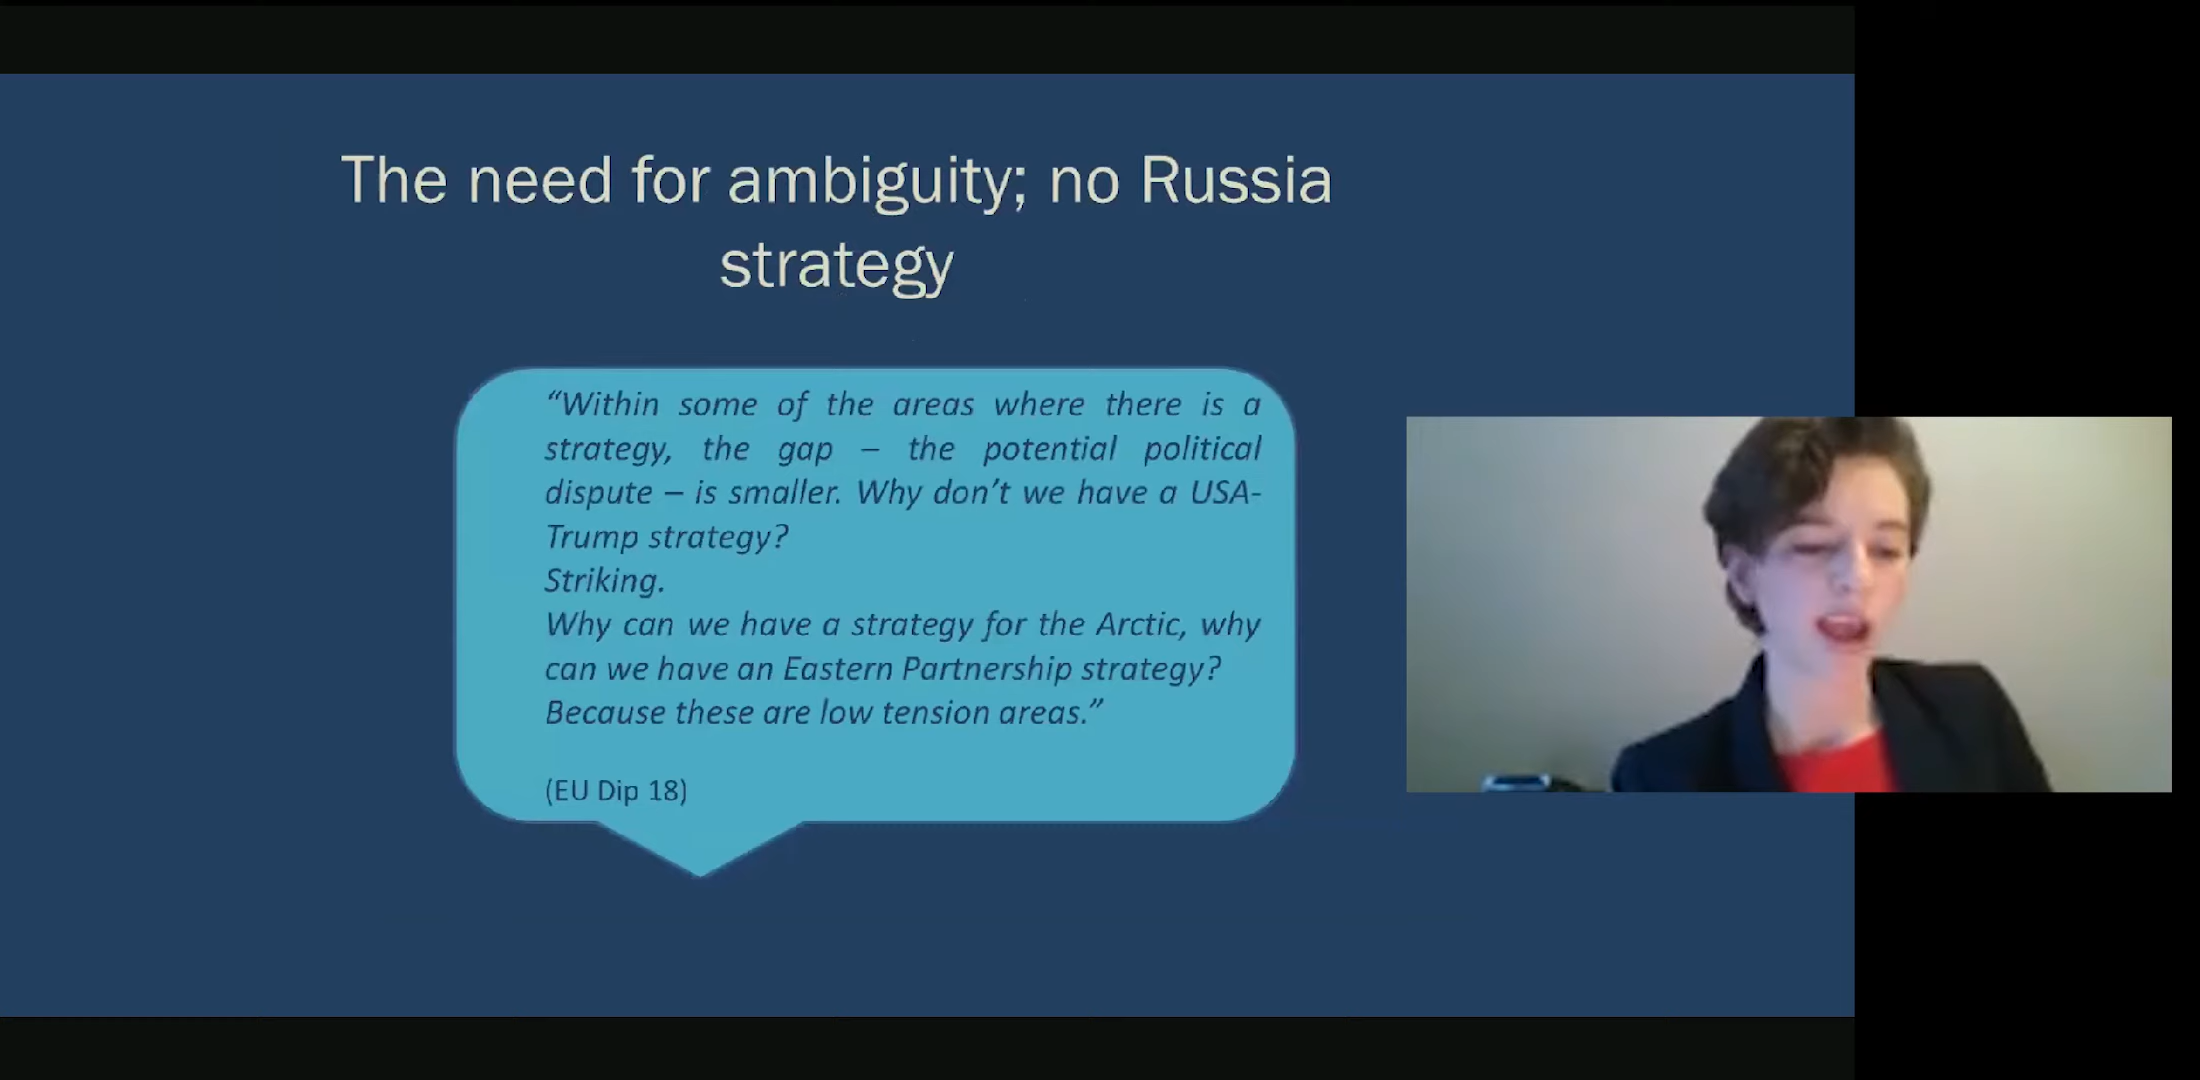 The need for ambiguity; no Russia
strategy
“Within some of the areas where there is a
strategy, the gap – the potential political
dispute – is smaller. Why don’t we have a USA-
Trump strategy?
Striking.
Why can we have a strategy for the Arctic, why
can we have an Eastern Partnership strategy?
Because these are low tension areas.”
(EU Dip 18)